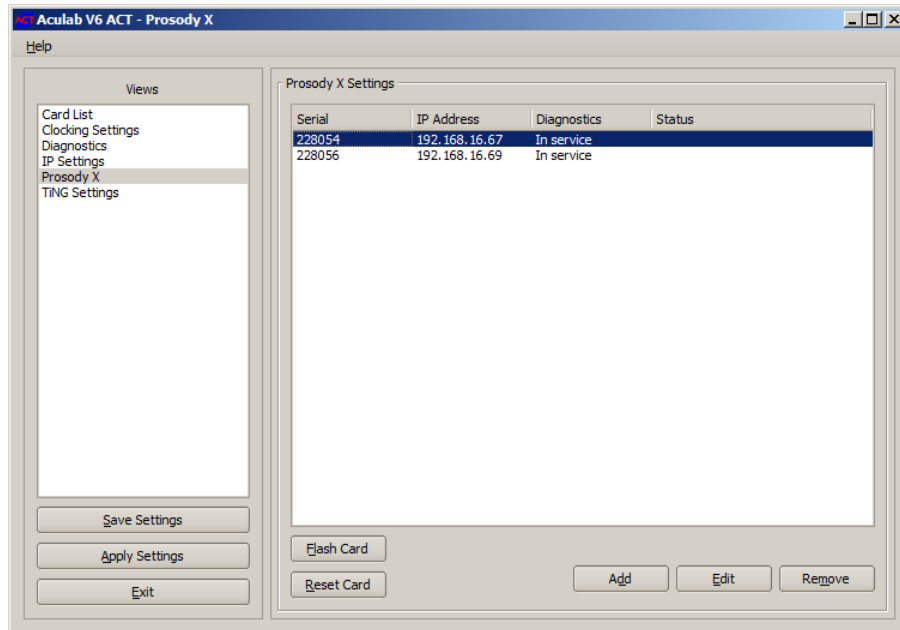 ACT Aculab V6 ACT - Prosody X
Help
Views
Card List
Clocking Settings
Diagnostics
IP Settings
Prosody X
TiNG Settings
Save Settings
Apply Settings
Exit
Prosody X Settings
Serial IP Address Diagnostics Status
228054 192.168.16.67 In service
228056 192.168.16.69 In service
Flash Card
Reset Card
Add Edit Remove